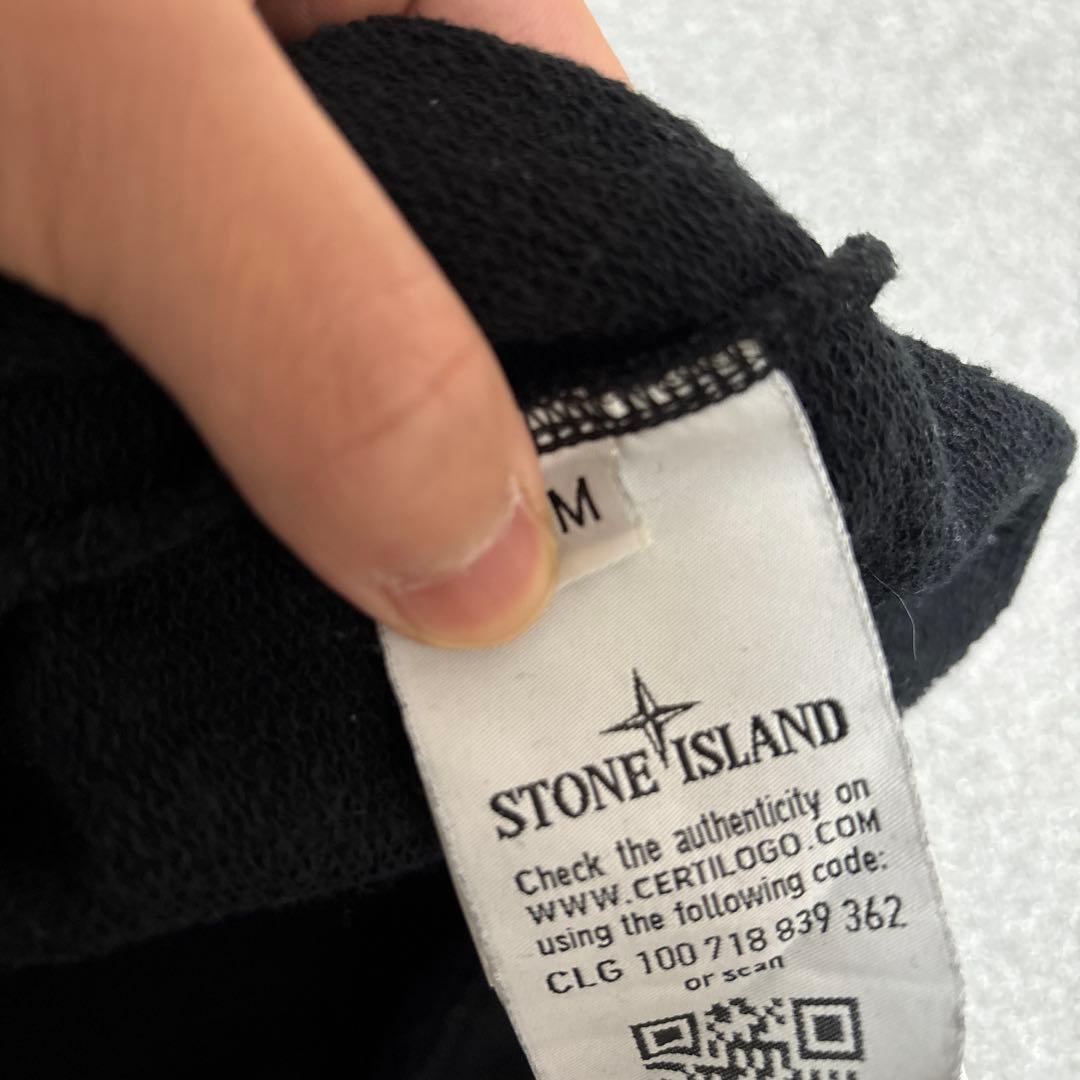 M
STONE ISLAND
Check the authenticity on
WWW.CERTILOGO.COM
using the following code:
CLG 100 718 839 362
or scan